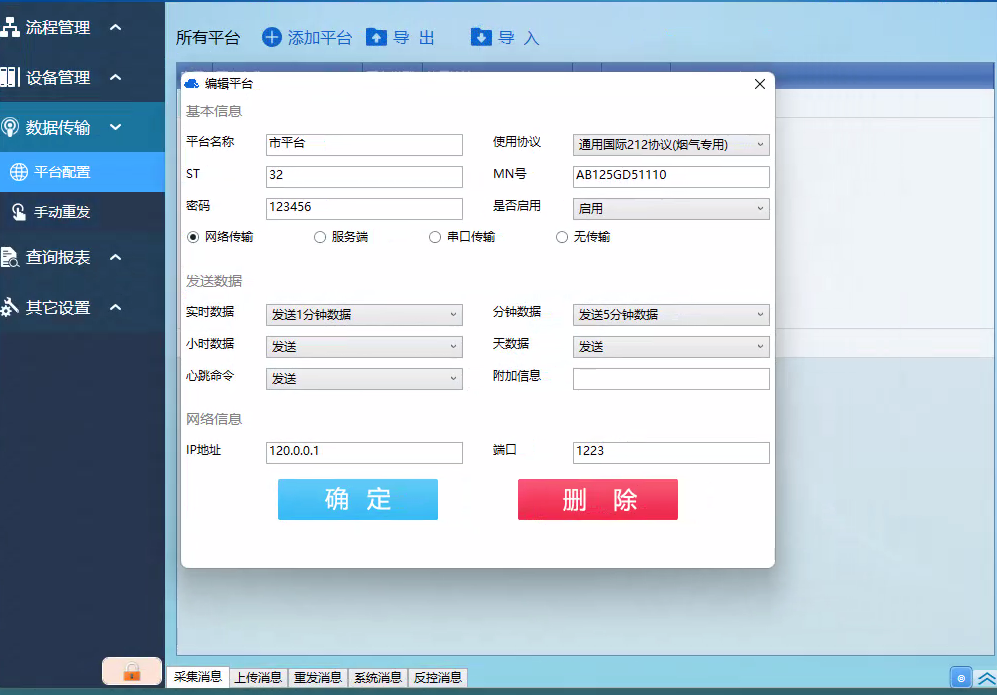 流程管理
设备管理
数据传输
平台配置
手动重发
查询报表
其它设置
所有平台 添加平台 导 出 导 入
编辑平台
基本信息
平台名称 市平台 使用协议 通用国际212协议(烟气专用)
ST 32 MN号 AB125GD51110
密码 123456 是否启用 启用
网络传输 服务端 串口传输 无传输
发送数据
实时数据 发送1分钟数据 分钟数据 发送5分钟数据
小时数据 发送 天数据 发送
心跳命令 发送 附加信息
网络信息
IP地址 120.0.0.1 端口 1223
确 定 删 除
采集消息 上传消息 重发消息 系统消息 反控消息